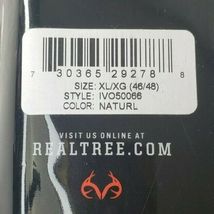 7 30365 29278 8
SIZE: XL/XG (46/48)
STYLE: IVO50066
COLOR: NATURL
VISIT US ONLINE AT
REALTREE.COM